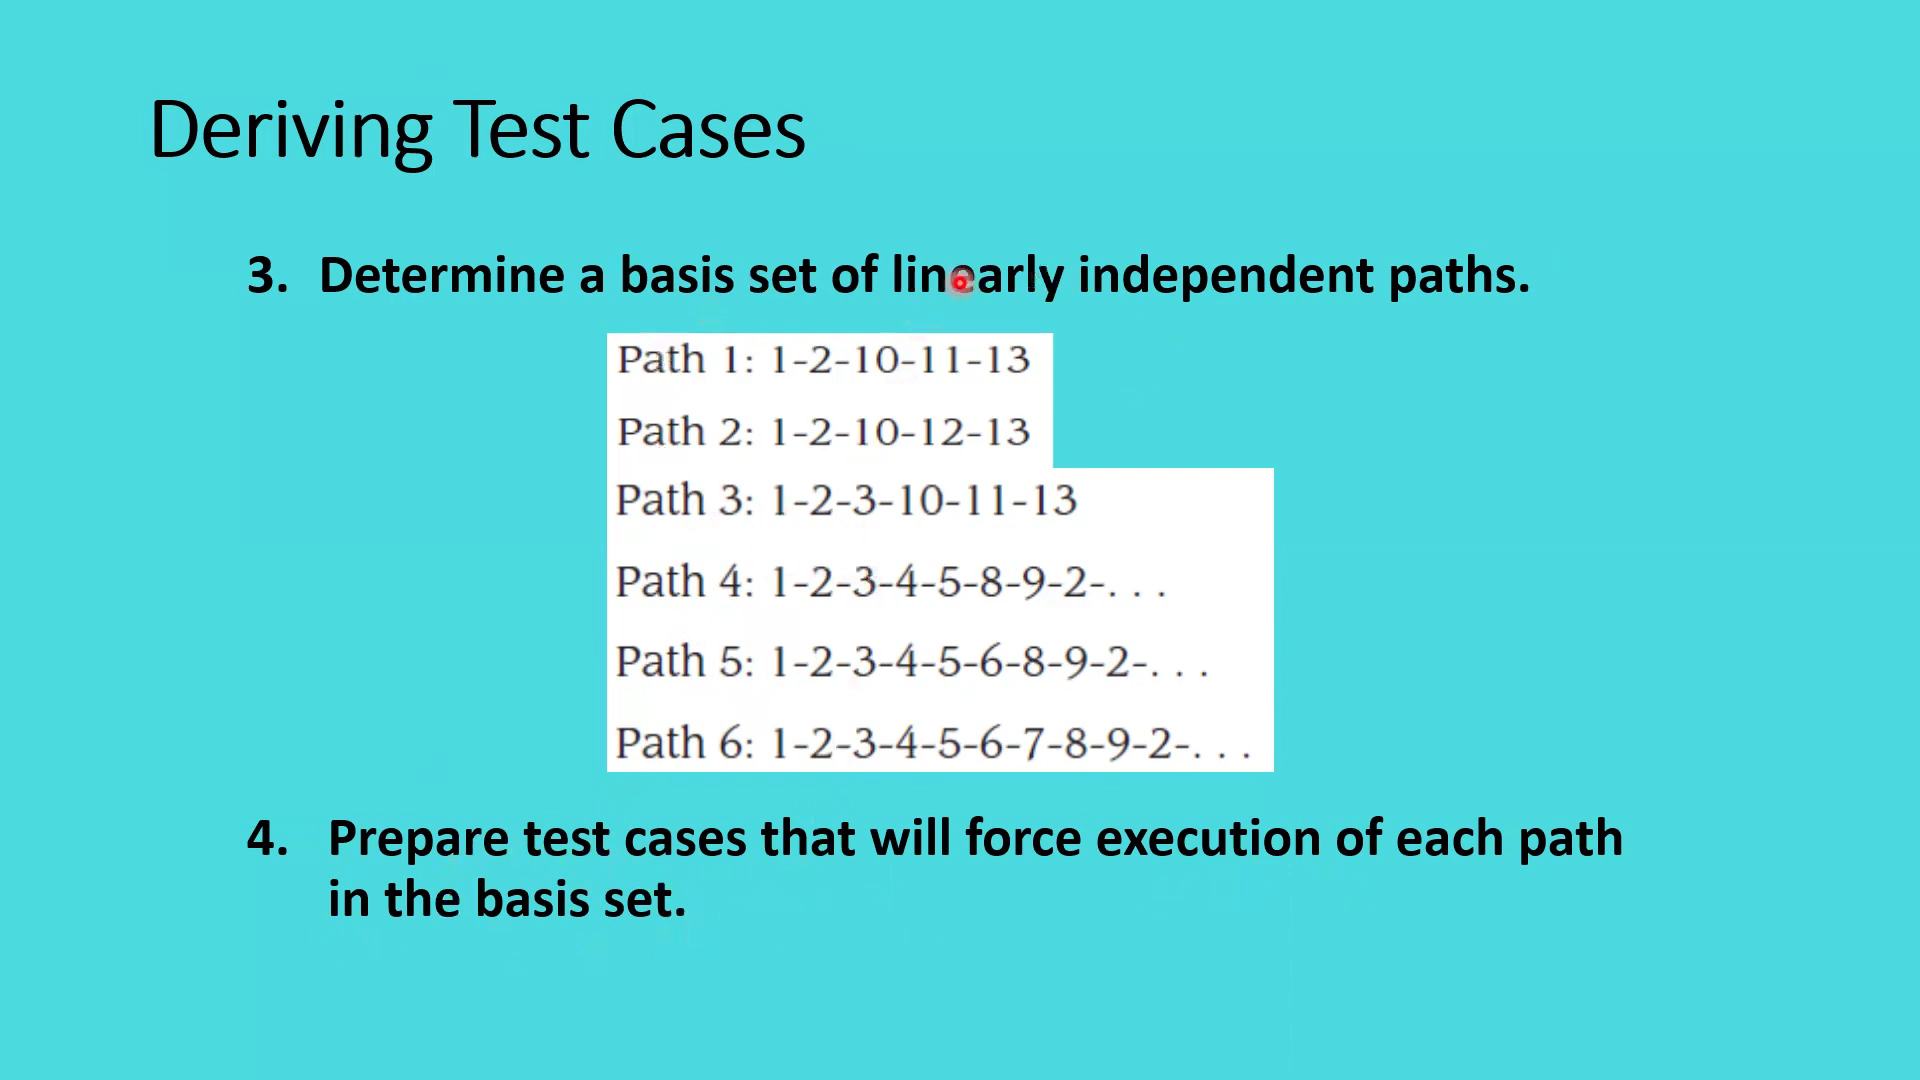 Deriving Test Cases
3. Determine a basis set of linearly independent paths.
Path 1: 1-2-10-11-13
Path 2: 1-2-10-12-13
Path 3: 1-2-3-10-11-13
Path 4: 1-2-3-4-5-8-9-2-. . .
Path 5: 1-2-3-4-5-6-8-9-2-. . .
Path 6: 1-2-3-4-5-6-7-8-9-2-. . .
4. Prepare test cases that will force execution of each path
in the basis set.